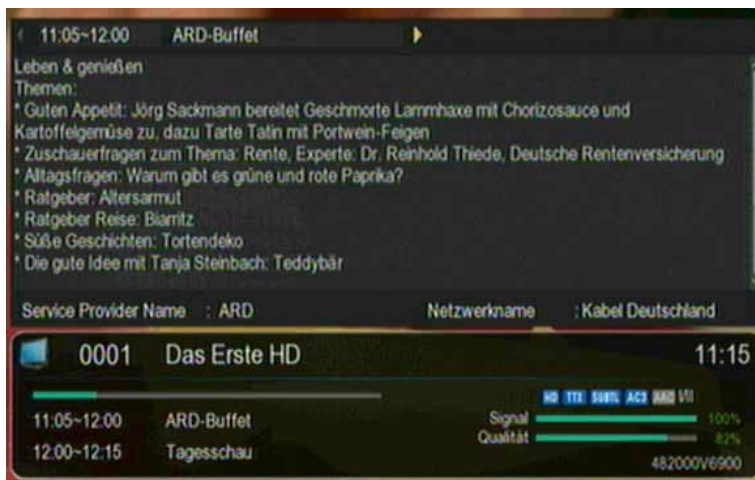 11:05~12:00 ARD-Buffet
Leben & genießen
Themen:
* Guten Appetit: Jörg Sackmann bereitet Geschmorte Lammhaxe mit Chorizosauce und
Kartoffelgemüse zu, dazu Tarte Tatin mit Portwein-Feigen
* Zuschauerfragen zum Thema: Rente, Experte: Dr. Reinhold Thiede, Deutsche Rentenversicherung
* Alltagsfragen: Warum gibt es grüne und rote Paprika?
* Ratgeber: Altersarmut
* Ratgeber Reise: Biarritz
* Süße Geschichten: Tortendeko
* Die gute Idee mit Tanja Steinbach: Teddybär
Service Provider Name : ARD Netzwerkname : Kabel Deutschland
0001 Das Erste HD 11:15
HD TTX SUBTL AC3
11:05~12:00 ARD-Buffet Signal 100%
12:00~12:15 Tagesschau Qualität 82%
482000V6900